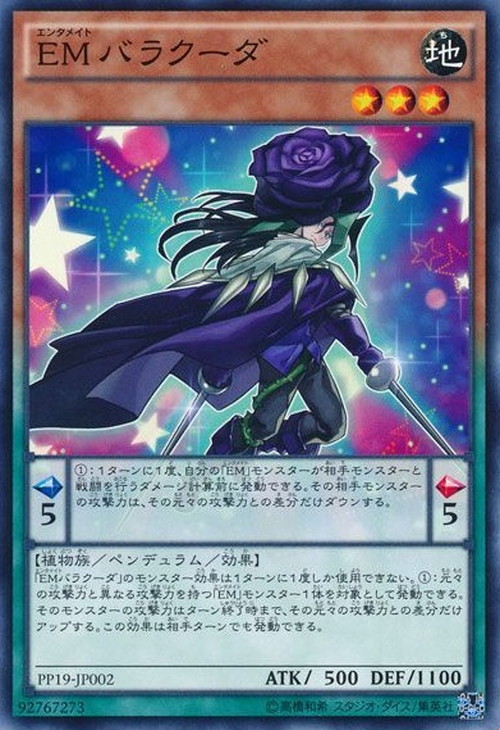 エンタメイト
EMバラクーダ
ち
地
①:1ターンに1度、自分の「EM」モンスターが相手モンスターと
戦闘を行うダメージ計算前に発動できる。その相手モンスター
の攻撃力は、その元々の攻撃力との差分だけダウンする。
5
5
【植物族/ペンデュラム/効果】
「EMバラクーダ」のモンスター効果は1ターンに1度しか使用できない。①:元々
の攻撃力と異なる攻撃力を持つ「EM」モンスター1体を対象として発動できる。
そのモンスターの攻撃力はターン終了時まで、その元々の攻撃力との差分だけ
アップする。この効果は相手ターンでも発動できる。
PP19-JP002
ATK/ 500 DEF/1100
92767273
©高橋和希 スタジオ・ダイス/集英社